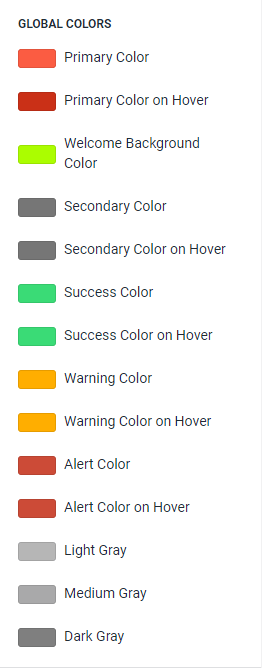 GLOBAL COLORS
Primary Color
Primary Color on Hover
Welcome Background
Color
Secondary Color
Secondary Color on Hover
Success Color
Success Color on Hover
Warning Color
Warning Color on Hover
Alert Color
Alert Color on Hover
Light Gray
Medium Gray
Dark Gray